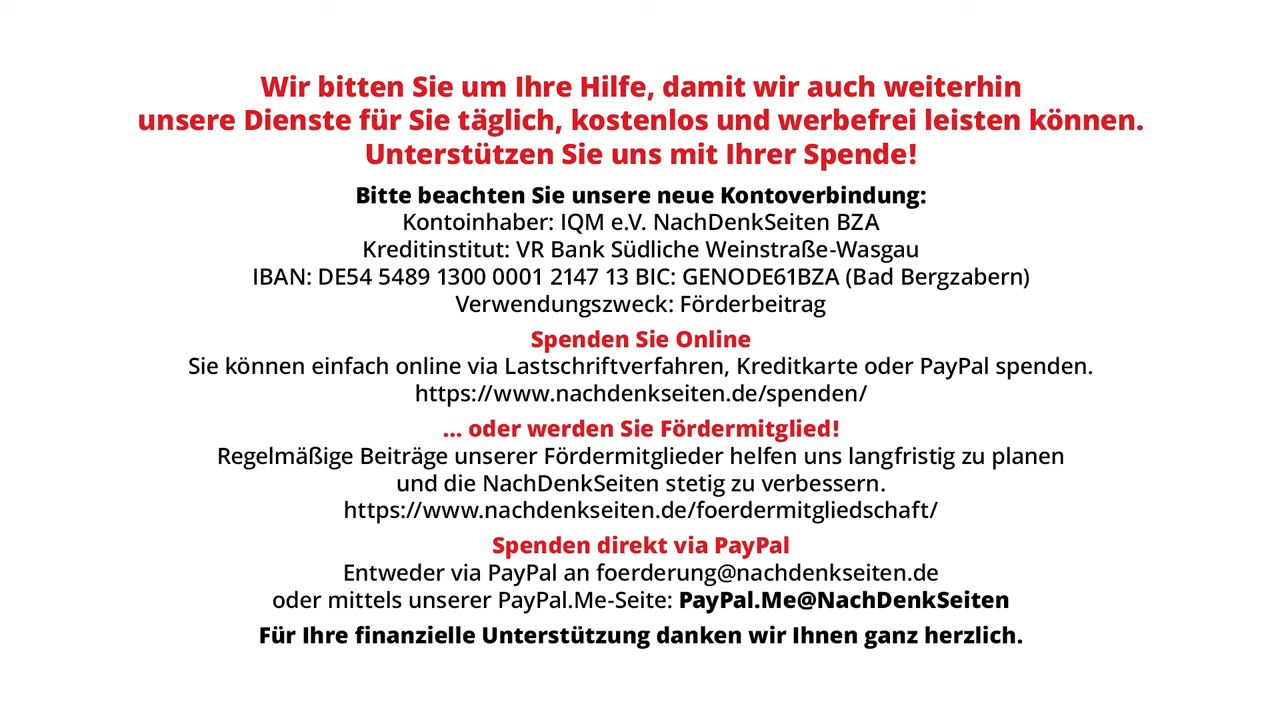 Wir bitten Sie um Ihre Hilfe, damit wir auch weiterhin
unsere Dienste für Sie täglich, kostenlos und werbefrei leisten können.
Unterstützen Sie uns mit Ihrer Spende!
Bitte beachten Sie unsere neue Kontoverbindung:
Kontoinhaber: IQM e.V. NachDenkSeiten BZA
Kreditinstitut: VR Bank Südliche Weinstraße-Wasgau
IBAN: DE54 5489 1300 0001 2147 13 BIC: GENODE61BZA (Bad Bergzabern)
Verwendungszweck: Förderbeitrag
Spenden Sie Online
Sie können einfach online via Lastschriftverfahren, Kreditkarte oder PayPal spenden.
https://www.nachdenkseiten.de/spenden/
... oder werden Sie Fördermitglied!
Regelmäßige Beiträge unserer Fördermitglieder helfen uns langfristig zu planen
und die NachDenkSeiten stetig zu verbessern.
https://www.nachdenkseiten.de/foerdermitgliedschaft/
Spenden direkt via PayPal
Entweder via PayPal an foerderung@nachdenkseiten.de
oder mittels unserer PayPal.Me-Seite: PayPal.Me@NachDenkSeiten
Für Ihre finanzielle Unterstützung danken wir Ihnen ganz herzlich.